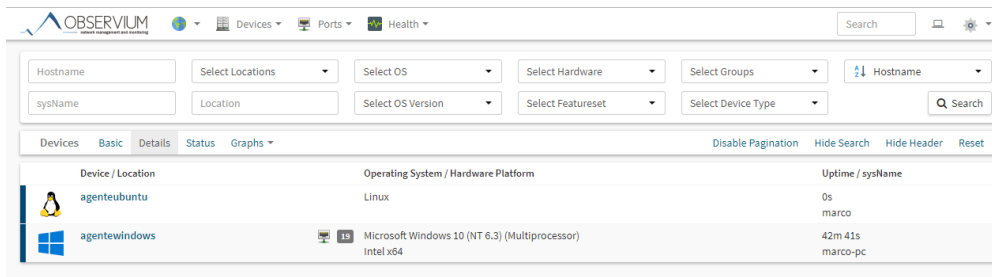 OBSERVIUM
network management and monitoring
Devices
Ports
Health
Search
Hostname
Select Locations
Select OS
Select Hardware
Select Groups
Hostname
sysName
Location
Select OS Version
Select Featureset
Select Device Type
Search
Devices Basic Details Status Graphs
Disable Pagination Hide Search Hide Header Reset
Device / Location
Operating System / Hardware Platform
Uptime / sysName
agenteubuntu
Linux
0s
marco
agentewindows
19
Microsoft Windows 10 (NT 6.3) (Multiprocessor)
42m 41s
Intel x64
marco-pc